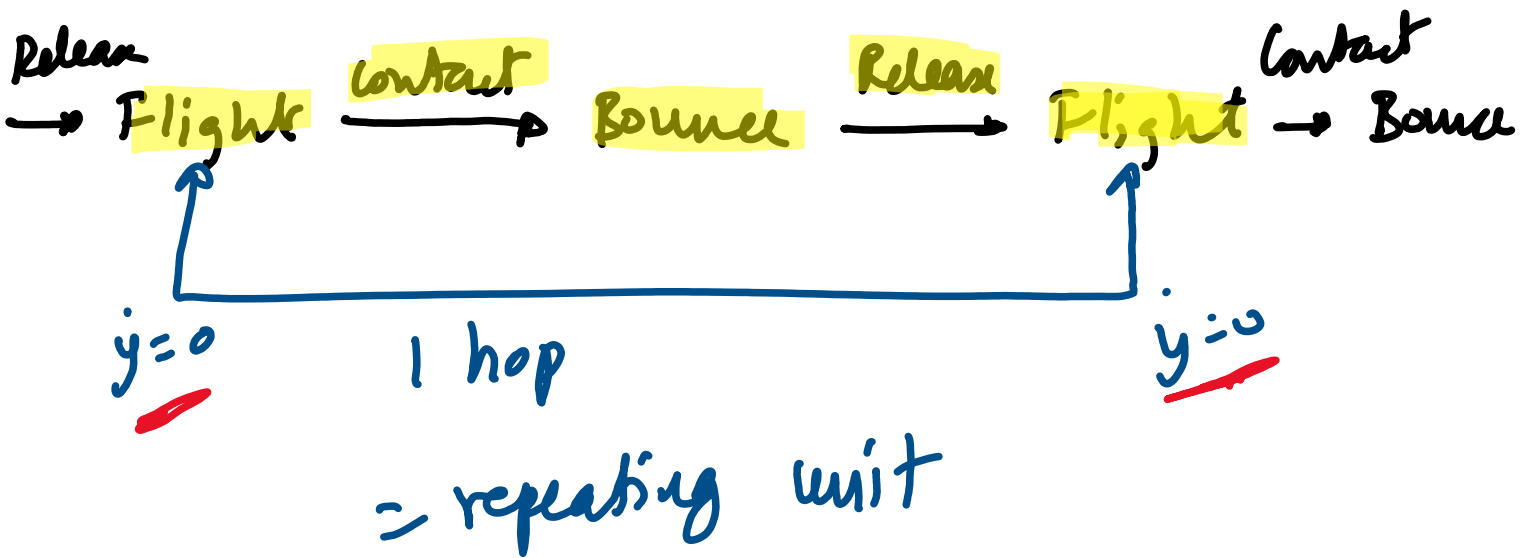 Release contact Release Contact
→ Flight → Bounce → Flight → Bounce
ẏ=0 1 hop ẏ=0
= repeating unit